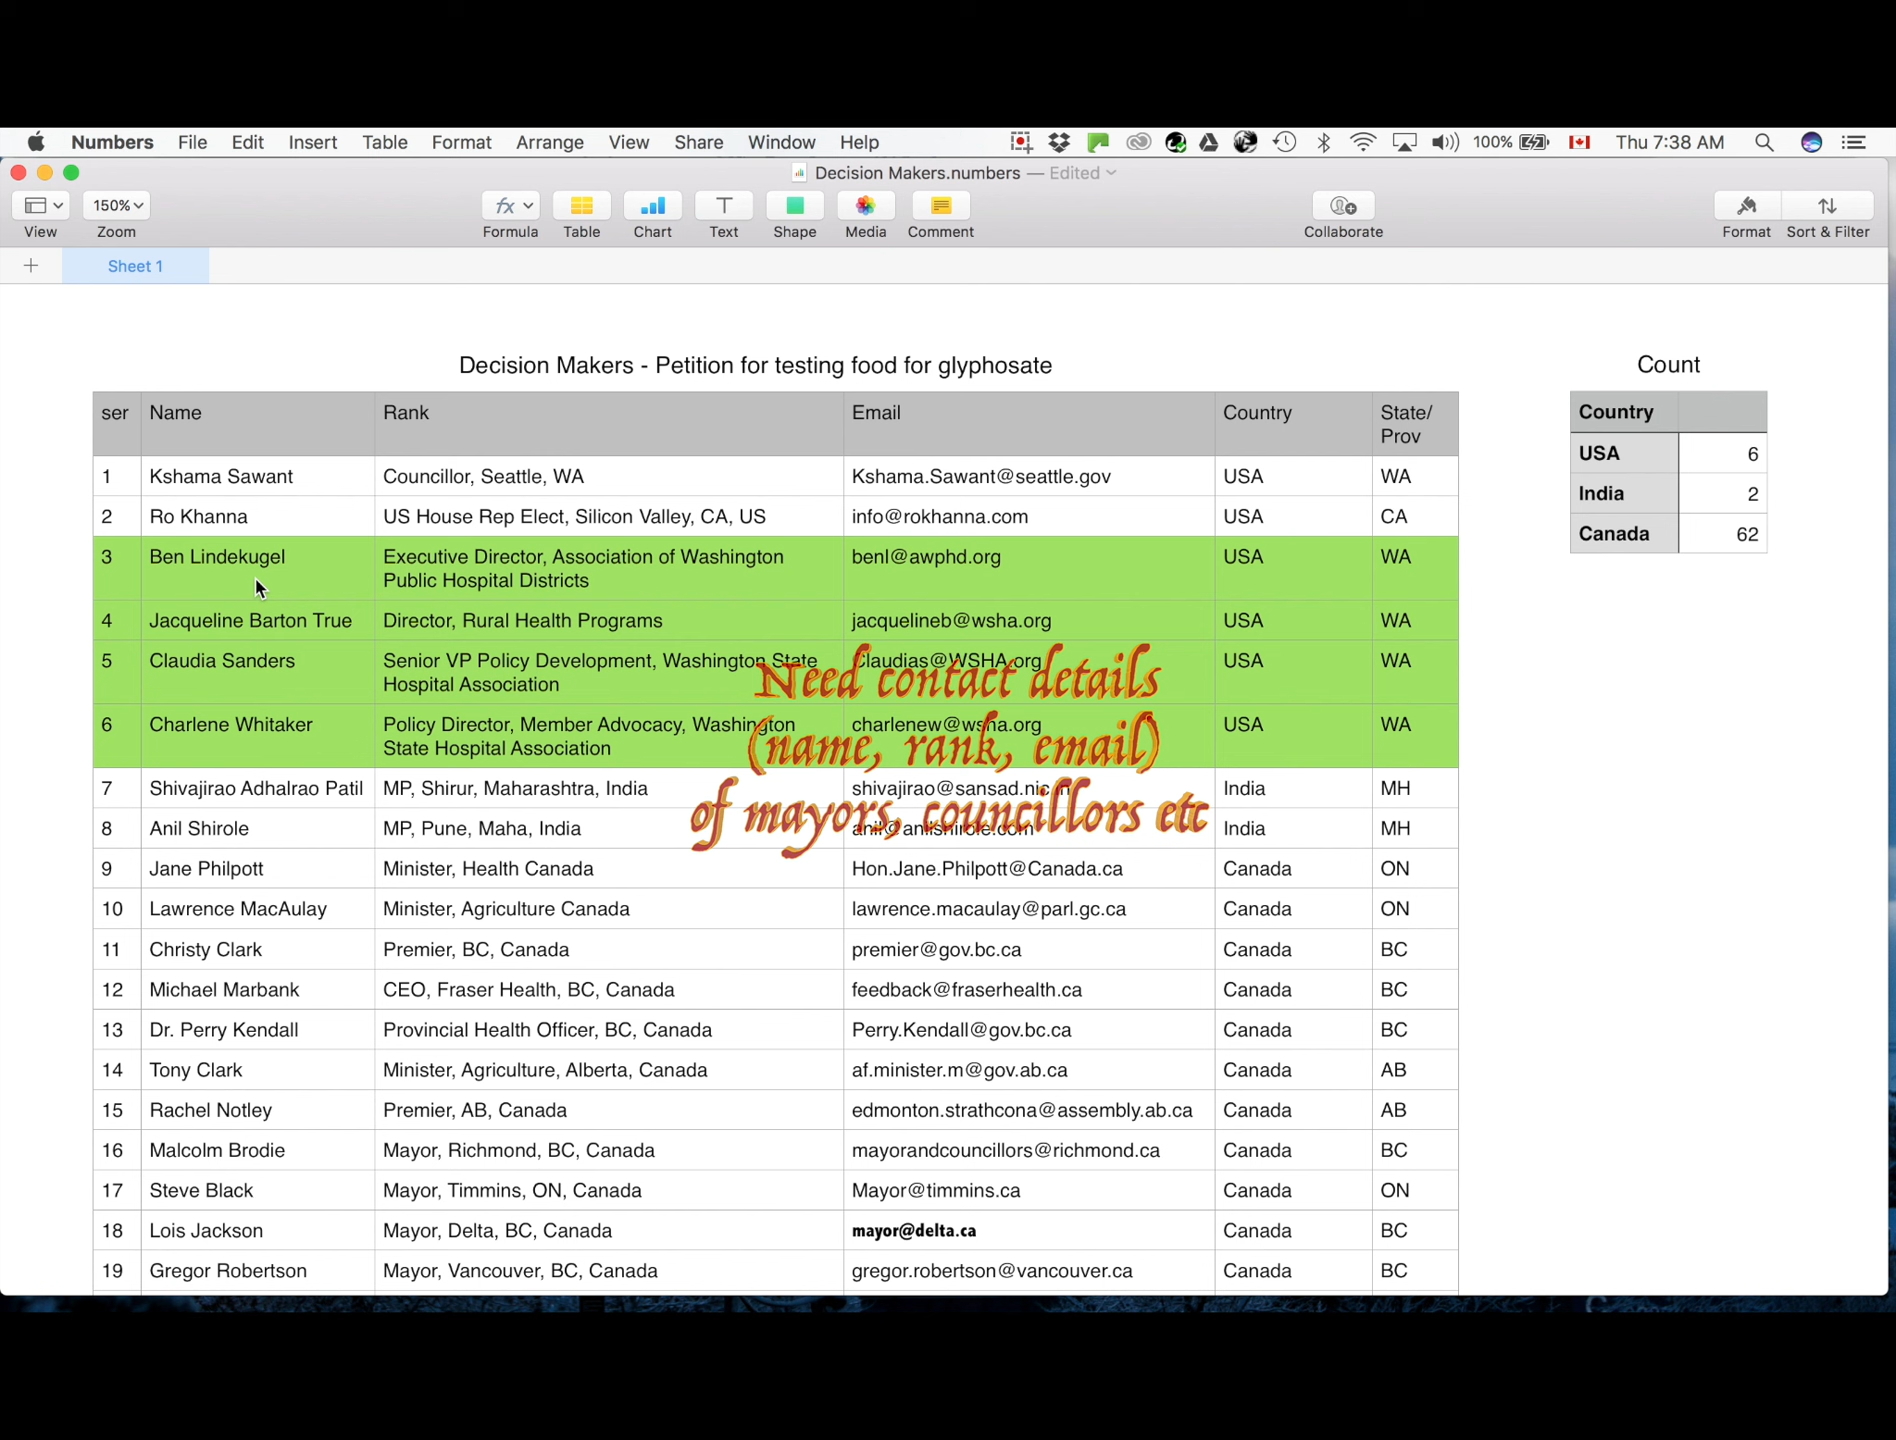 Numbers File Edit Insert Table Format Arrange View Share Window Help 100% Thu 7:38 AM
Decision Makers.numbers — Edited
150% fx T
View Zoom Formula Table Chart Text Shape Media Comment Collaborate Format Sort & Filter
+ Sheet 1
Decision Makers - Petition for testing food for glyphosate
ser Name Rank Email Country State/
Prov
1 Kshama Sawant Councillor, Seattle, WA Kshama.Sawant@seattle.gov USA WA
2 Ro Khanna US House Rep Elect, Silicon Valley, CA, US info@rokhanna.com USA CA
3 Ben Lindekugel Executive Director, Association of Washington benl@awphd.org USA WA
Public Hospital Districts
4 Jacqueline Barton True Director, Rural Health Programs jacquelineb@wsha.org USA WA
5 Claudia Sanders Senior VP Policy Development, Washington State Claudias@WSHA.org USA WA
Hospital Association
6 Charlene Whitaker Policy Director, Member Advocacy, Washington charlenew@wsha.org USA WA
State Hospital Association
7 Shivajirao Adhalrao Patil MP, Shirur, Maharashtra, India shivajirao@sansad.nic.in India MH
8 Anil Shirole MP, Pune, Maha, India anil@anilshirole.com India MH
9 Jane Philpott Minister, Health Canada Hon.Jane.Philpott@Canada.ca Canada ON
10 Lawrence MacAulay Minister, Agriculture Canada lawrence.macaulay@parl.gc.ca Canada ON
11 Christy Clark Premier, BC, Canada premier@gov.bc.ca Canada BC
12 Michael Marbank CEO, Fraser Health, BC, Canada feedback@fraserhealth.ca Canada BC
13 Dr. Perry Kendall Provincial Health Officer, BC, Canada Perry.Kendall@gov.bc.ca Canada BC
14 Tony Clark Minister, Agriculture, Alberta, Canada af.minister.m@gov.ab.ca Canada AB
15 Rachel Notley Premier, AB, Canada edmonton.strathcona@assembly.ab.ca Canada AB
16 Malcolm Brodie Mayor, Richmond, BC, Canada mayorandcouncillors@richmond.ca Canada BC
17 Steve Black Mayor, Timmins, ON, Canada Mayor@timmins.ca Canada ON
18 Lois Jackson Mayor, Delta, BC, Canada mayor@delta.ca Canada BC
19 Gregor Robertson Mayor, Vancouver, BC, Canada gregor.robertson@vancouver.ca Canada BC
Need contact details
(name, rank, email)
of mayors, councillors etc
Count
Country
USA 6
India 2
Canada 62